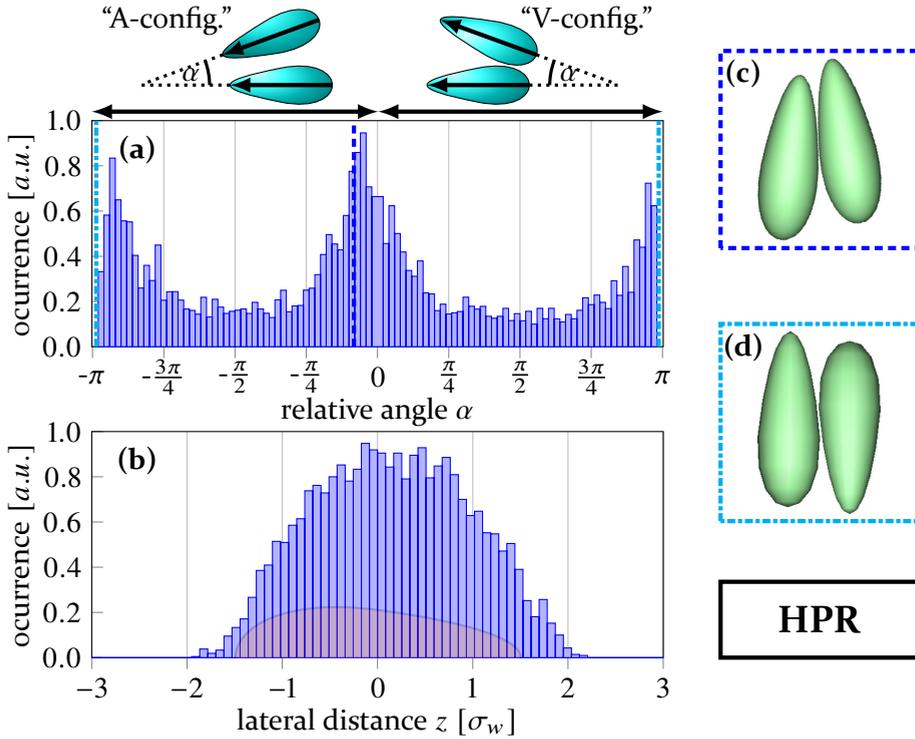 “A-config.” “V-config.”
α α
(a)
ocurrence [a.u.]
1.0
0.8
0.6
0.4
0.2
0.0
-π -3π/4 -π/2 -π/4 0 π/4 π/2 3π/4 π
relative angle α
(b)
ocurrence [a.u.]
1.0
0.8
0.6
0.4
0.2
0.0
−3 −2 −1 0 1 2 3
lateral distance z [σw]
(c)
(d)
HPR